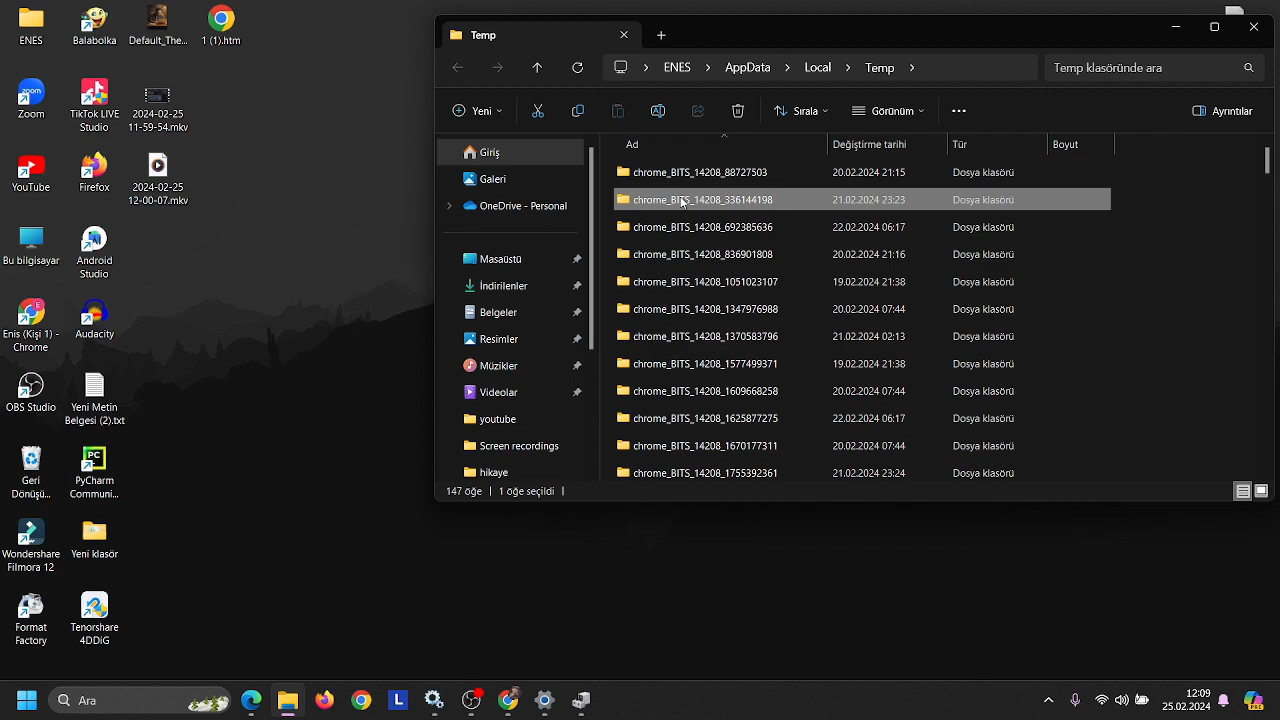 ENES
Balabolka
Default_The...
1 (1).htm
Zoom
TikTok LIVE
Studio
2024-02-25
11-59-54.mkv
YouTube
Firefox
2024-02-25
12-00-07.mkv
Bu bilgisayar
Android
Studio
Enis (Kişi 1) -
Chrome
Audacity
OBS Studio
Yeni Metin
Belgesi (2).txt
Geri
Dönüşü...
PyCharm
Communi...
Wondershare
Filmora 12
Yeni klasör
Format
Factory
Tenorshare
4DDiG
Temp
ENES > AppData > Local > Temp >
Temp klasöründe ara
Yeni
Sırala
Görünüm
Ayrıntılar
Giriş
Galeri
OneDrive - Personal
Masaüstü
İndirilenler
Belgeler
Resimler
Müzikler
Videolar
youtube
Screen recordings
hikaye
Ad Değiştirme tarihi Tür Boyut
chrome_BITS_14208_88727503 20.02.2024 21:15 Dosya klasörü
chrome_BITS_14208_336144198 21.02.2024 23:23 Dosya klasörü
chrome_BITS_14208_692385636 22.02.2024 06:17 Dosya klasörü
chrome_BITS_14208_836901808 20.02.2024 21:16 Dosya klasörü
chrome_BITS_14208_1051023107 19.02.2024 21:38 Dosya klasörü
chrome_BITS_14208_1347976988 20.02.2024 07:44 Dosya klasörü
chrome_BITS_14208_1370583796 21.02.2024 02:13 Dosya klasörü
chrome_BITS_14208_1577499371 19.02.2024 21:38 Dosya klasörü
chrome_BITS_14208_1609668258 20.02.2024 07:44 Dosya klasörü
chrome_BITS_14208_1625877275 22.02.2024 06:17 Dosya klasörü
chrome_BITS_14208_1670177311 20.02.2024 07:44 Dosya klasörü
chrome_BITS_14208_1755392361 21.02.2024 23:24 Dosya klasörü
147 öğe 1 öğe seçildi
Ara
12:09
25.02.2024